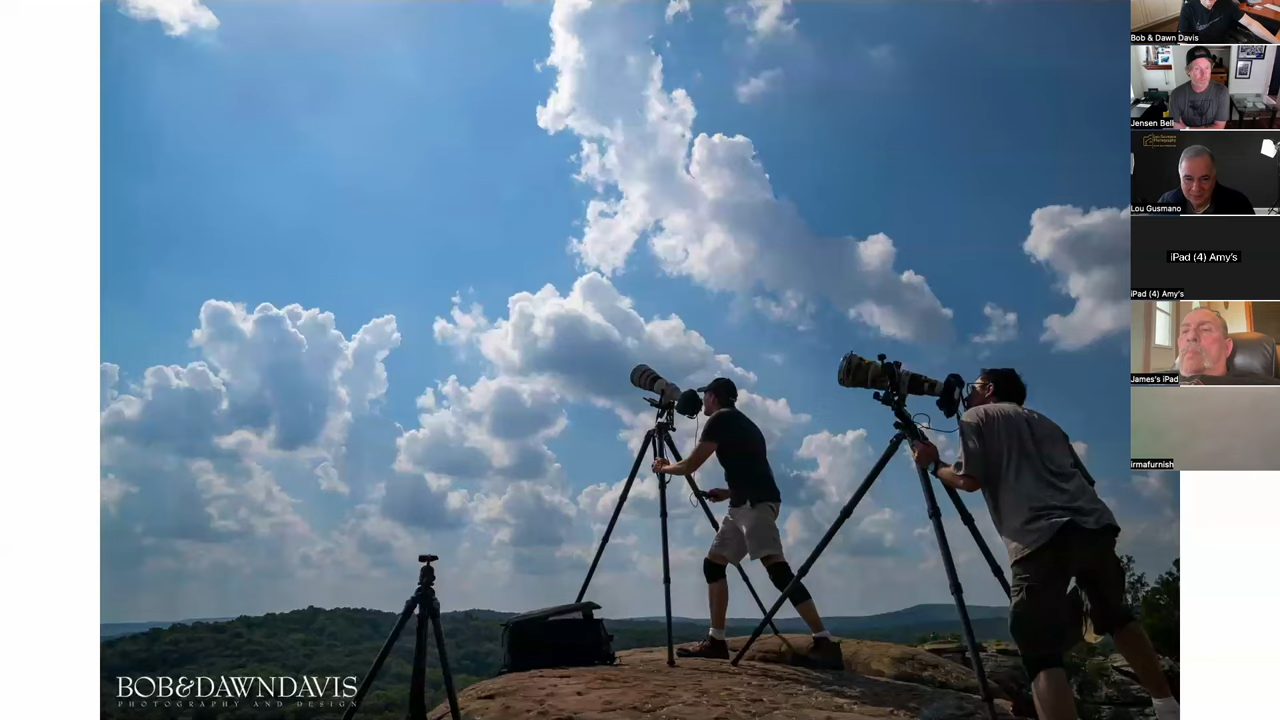 BOB&DAWNDAVIS
PHOTOGRAPHY AND DESIGN
Bob & Dawn Davis
Jensen Bell
Lou Gusmano
iPad (4) Amy's
iPad (4) Amy's
James's iPad
irmafurnish